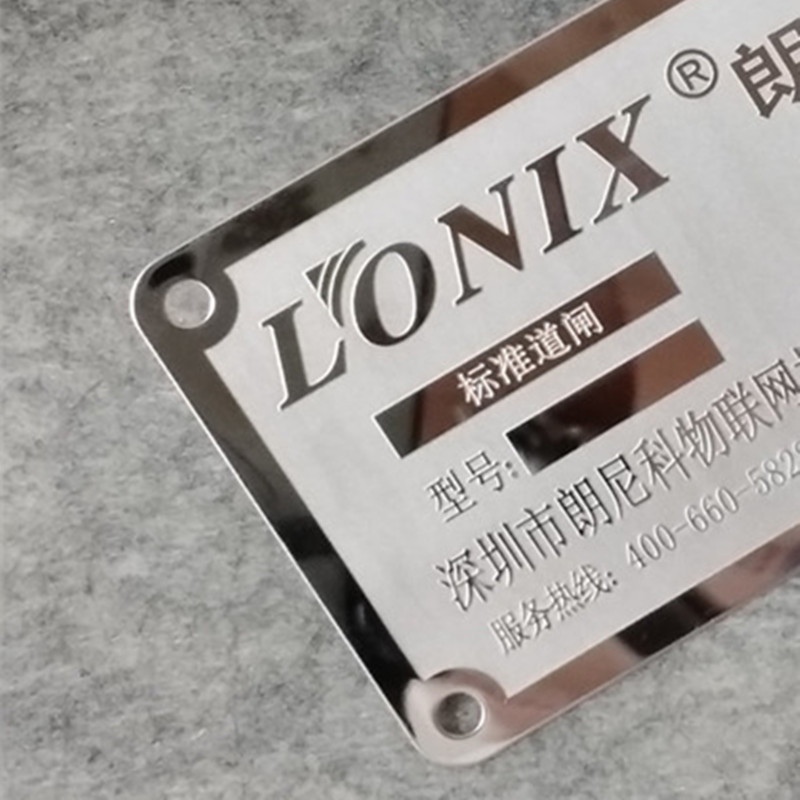 LONIX® 朗
标准道闸
型号:
深圳市朗尼科物联网
服务热线: 400-660-582